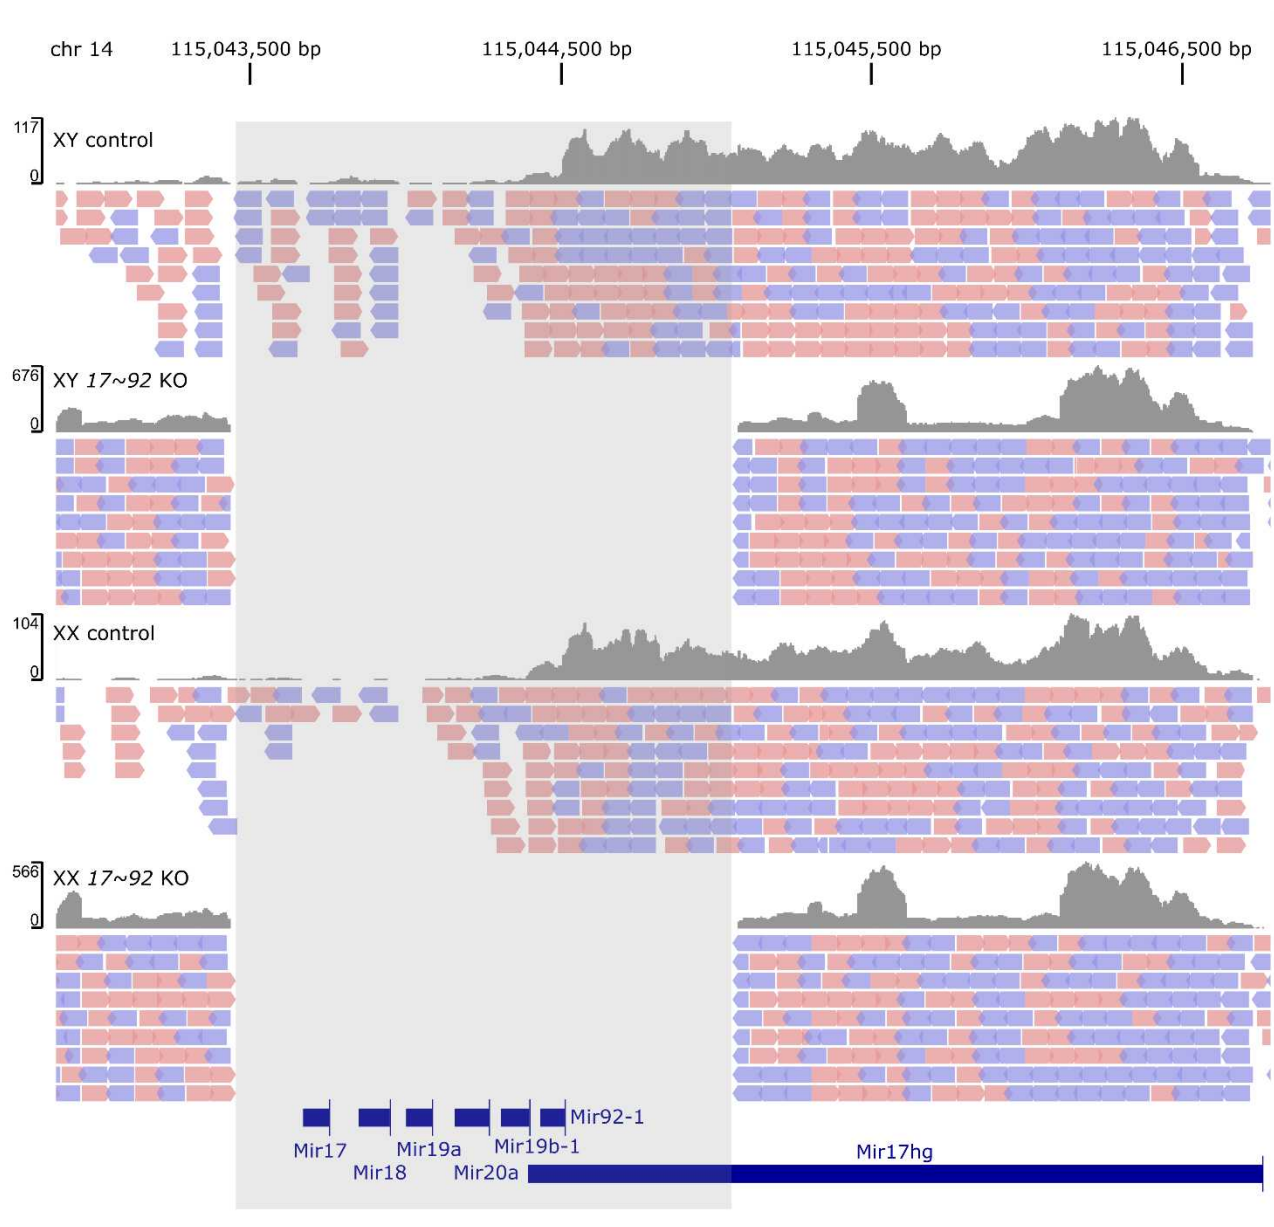 chr 14 115,043,500 bp 115,044,500 bp 115,045,500 bp 115,046,500 bp
117
XY control
0
676
XY 17~92 KO
0
104
XX control
0
566
XX 17~92 KO
0
Mir92-1
Mir17 Mir19a Mir19b-1
Mir18 Mir20a
Mir17hg